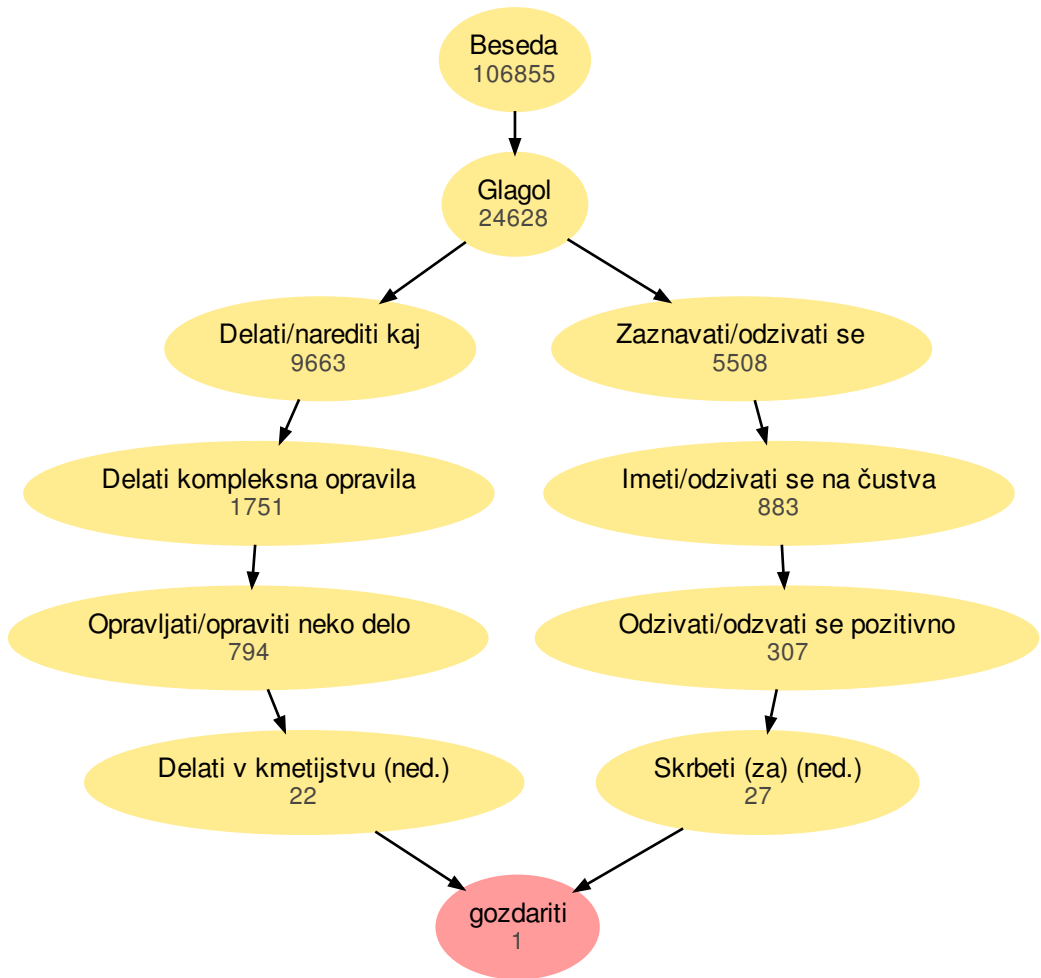 Beseda
106855
Glagol
24628
Delati/narediti kaj
9663
Zaznavati/odzivati se
5508
Delati kompleksna opravila
1751
Imeti/odzivati se na čustva
883
Opravljati/opraviti neko delo
794
Odzivati/odzvati se pozitivno
307
Delati v kmetijstvu (ned.)
22
Skrbeti (za) (ned.)
27
gozdariti
1